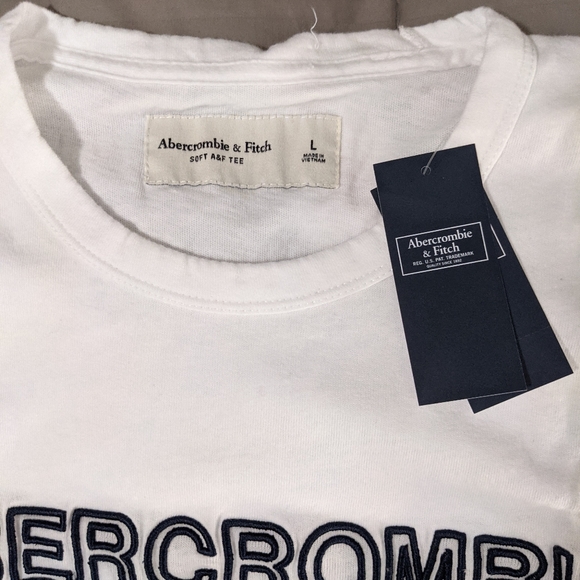 Abercrombie & Fitch
SOFT A&F TEE
L
MADE IN
VIETNAM
Abercrombie
& Fitch
REG. U.S. PAT. TRADEMARK
QUALITY SINCE 1892
BERCROMBI